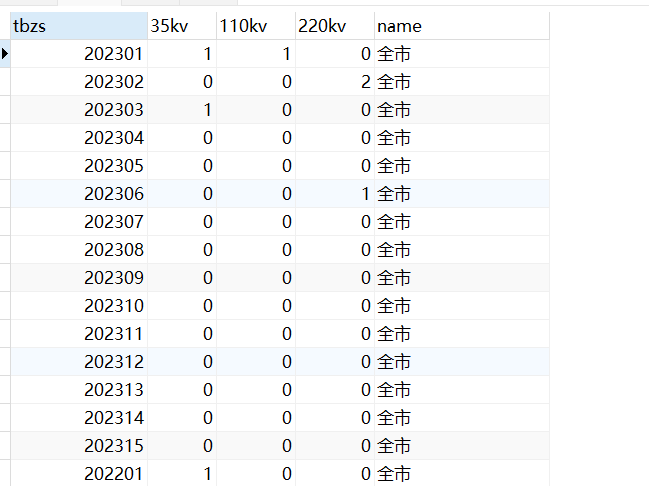 tbzs 35kv 110kv 220kv name
202301 1 1 0 全市
202302 0 0 2 全市
202303 1 0 0 全市
202304 0 0 0 全市
202305 0 0 0 全市
202306 0 0 1 全市
202307 0 0 0 全市
202308 0 0 0 全市
202309 0 0 0 全市
202310 0 0 0 全市
202311 0 0 0 全市
202312 0 0 0 全市
202313 0 0 0 全市
202314 0 0 0 全市
202315 0 0 0 全市
202201 1 0 0 全市